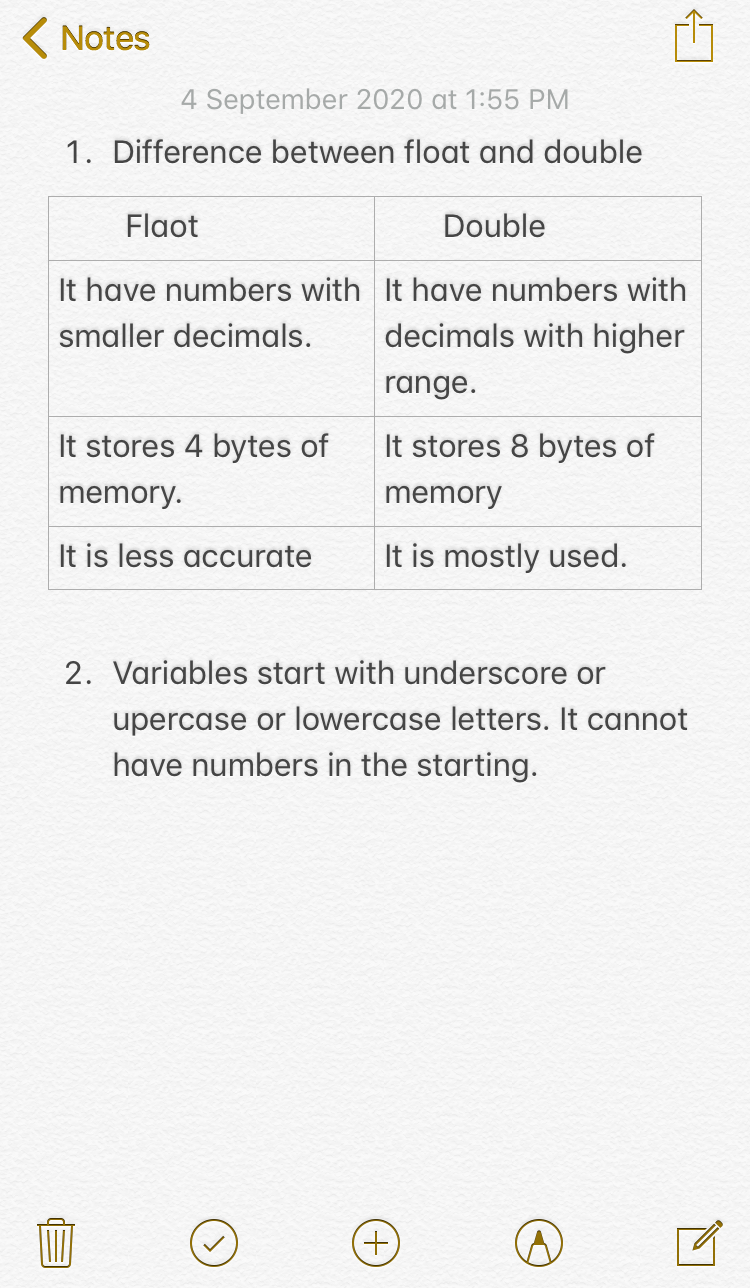 Notes
4 September 2020 at 1:55 PM
1. Difference between float and double
Flaot
Double
It have numbers with
smaller decimals.
It have numbers with
decimals with higher
range.
It stores 4 bytes of
memory.
It stores 8 bytes of
memory
It is less accurate
It is mostly used.
2. Variables start with underscore or
upercase or lowercase letters. It cannot
have numbers in the starting.